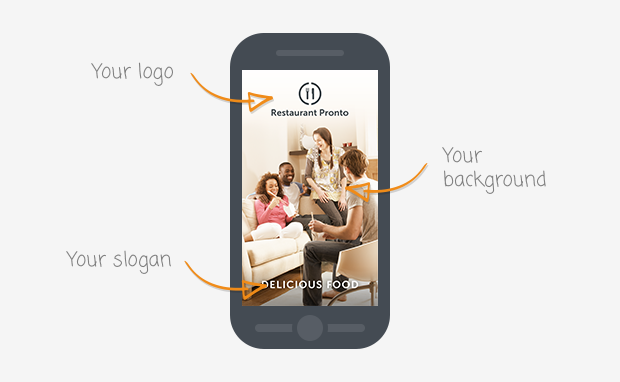 Your logo
Restaurant Pronto
Your
background
Your slogan
DELICIOUS FOOD